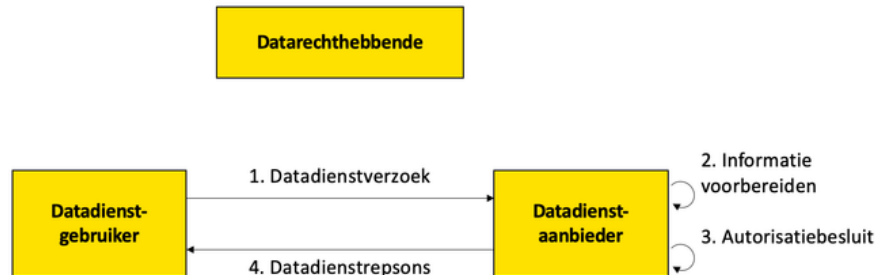 Datarechthebbende
1. Datadienstverzoek
2. Informatie
voorbereiden
Datadienst-
gebruiker
Datadienst-
aanbieder
3. Autorisatiebesluit
4. Datadienstrepsons